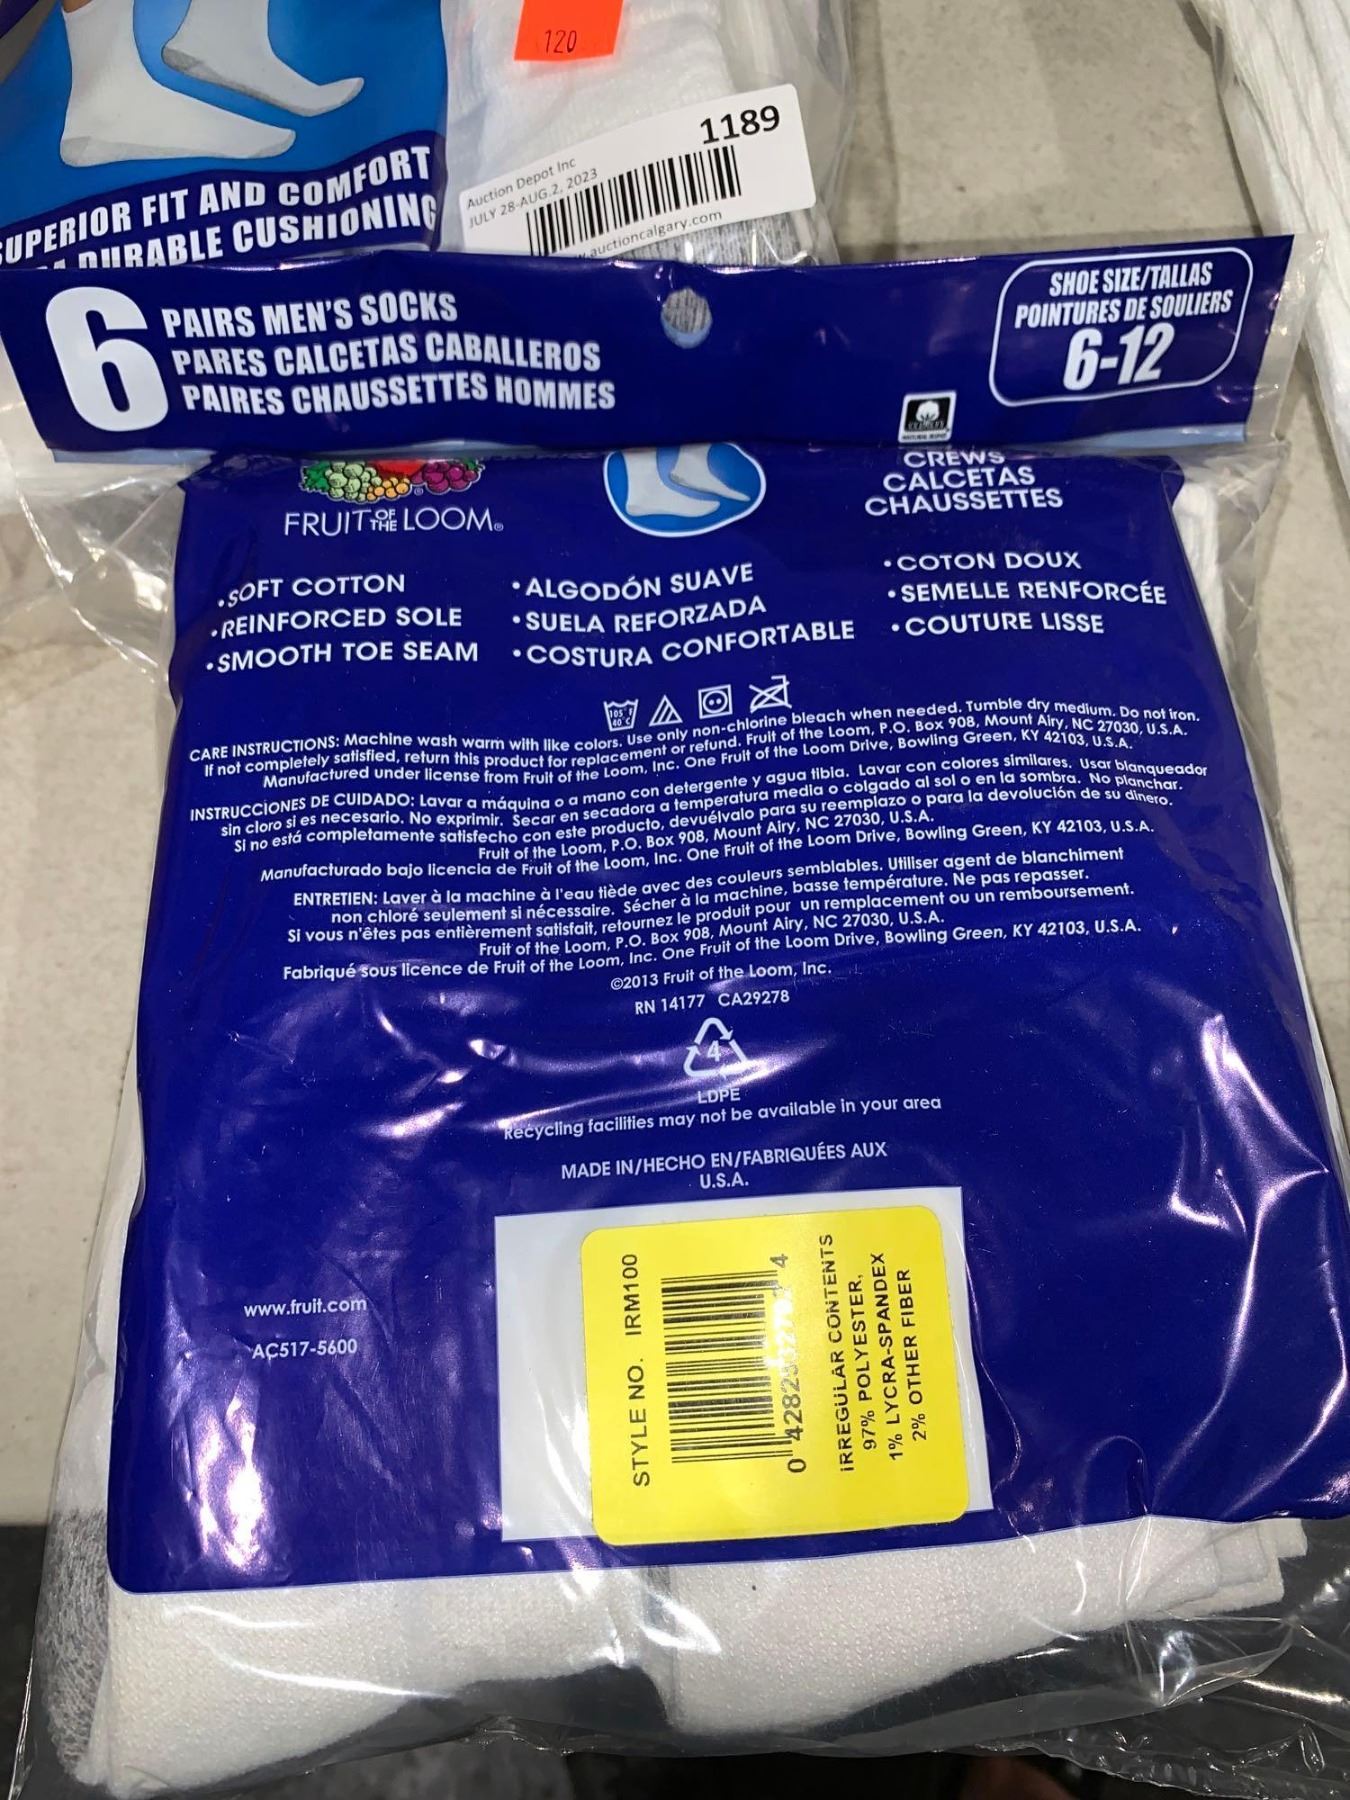 120
1189
Auction Depot Inc
JULY 28-AUG.2, 2023
auctioncalgary.com
SUPERIOR FIT AND COMFORT
DURABLE CUSHIONING
6
PAIRS MEN'S SOCKS
PARES CALCETAS CABALLEROS
PAIRES CHAUSSETTES HOMMES
SHOE SIZE/TALLAS
POINTURES DE SOULIERS
6-12
FRUIT OF THE LOOM®
CREWS
CALCETAS
CHAUSSETTES
•SOFT COTTON
•REINFORCED SOLE
•SMOOTH TOE SEAM
•ALGODÓN SUAVE
•SUELA REFORZADA
•COSTURA CONFORTABLE
•COTON DOUX
•SEMELLE RENFORCÉE
•COUTURE LISSE
105°F
40°C
CARE INSTRUCTIONS: Machine wash warm with like colors. Use only non-chlorine bleach when needed. Tumble dry medium. Do not iron.
If not completely satisfied, return this product for replacement or refund. Fruit of the Loom, P.O. Box 908, Mount Airy, NC 27030, U.S.A.
Manufactured under license from Fruit of the Loom, Inc. One Fruit of the Loom Drive, Bowling Green, KY 42103, U.S.A.
INSTRUCCIONES DE CUIDADO: Lavar a máquina o a mano con detergente y agua tibia. Lavar con colores similares. Usar blanqueador
sin cloro si es necesario. No exprimir. Secar en secadora a temperatura media o colgado al sol o en la sombra. No planchar.
Si no está completamente satisfecho con este producto, devuélvalo para su reemplazo o para la devolución de su dinero.
Fruit of the Loom, P.O. Box 908, Mount Airy, NC 27030, U.S.A.
Manufacturado bajo licencia de Fruit of the Loom, Inc. One Fruit of the Loom Drive, Bowling Green, KY 42103, U.S.A.
ENTRETIEN: Laver à la machine à l'eau tiède avec des couleurs semblables. Utiliser agent de blanchiment
non chloré seulement si nécessaire. Sécher à la machine, basse température. Ne pas repasser.
Si vous n'êtes pas entièrement satisfait, retournez le produit pour un remplacement ou un remboursement.
Fruit of the Loom, P.O. Box 908, Mount Airy, NC 27030, U.S.A.
Fabriqué sous licence de Fruit of the Loom, Inc. One Fruit of the Loom Drive, Bowling Green, KY 42103, U.S.A.
©2013 Fruit of the Loom, Inc.
RN 14177 CA29278
4
LDPE
Recycling facilities may not be available in your area
MADE IN/HECHO EN/FABRIQUÉES AUX
U.S.A.
www.fruit.com
AC517-5600
STYLE NO. IRM100
IRREGULAR CONTENTS
97% POLYESTER,
1% LYCRA-SPANDEX
2% OTHER FIBER